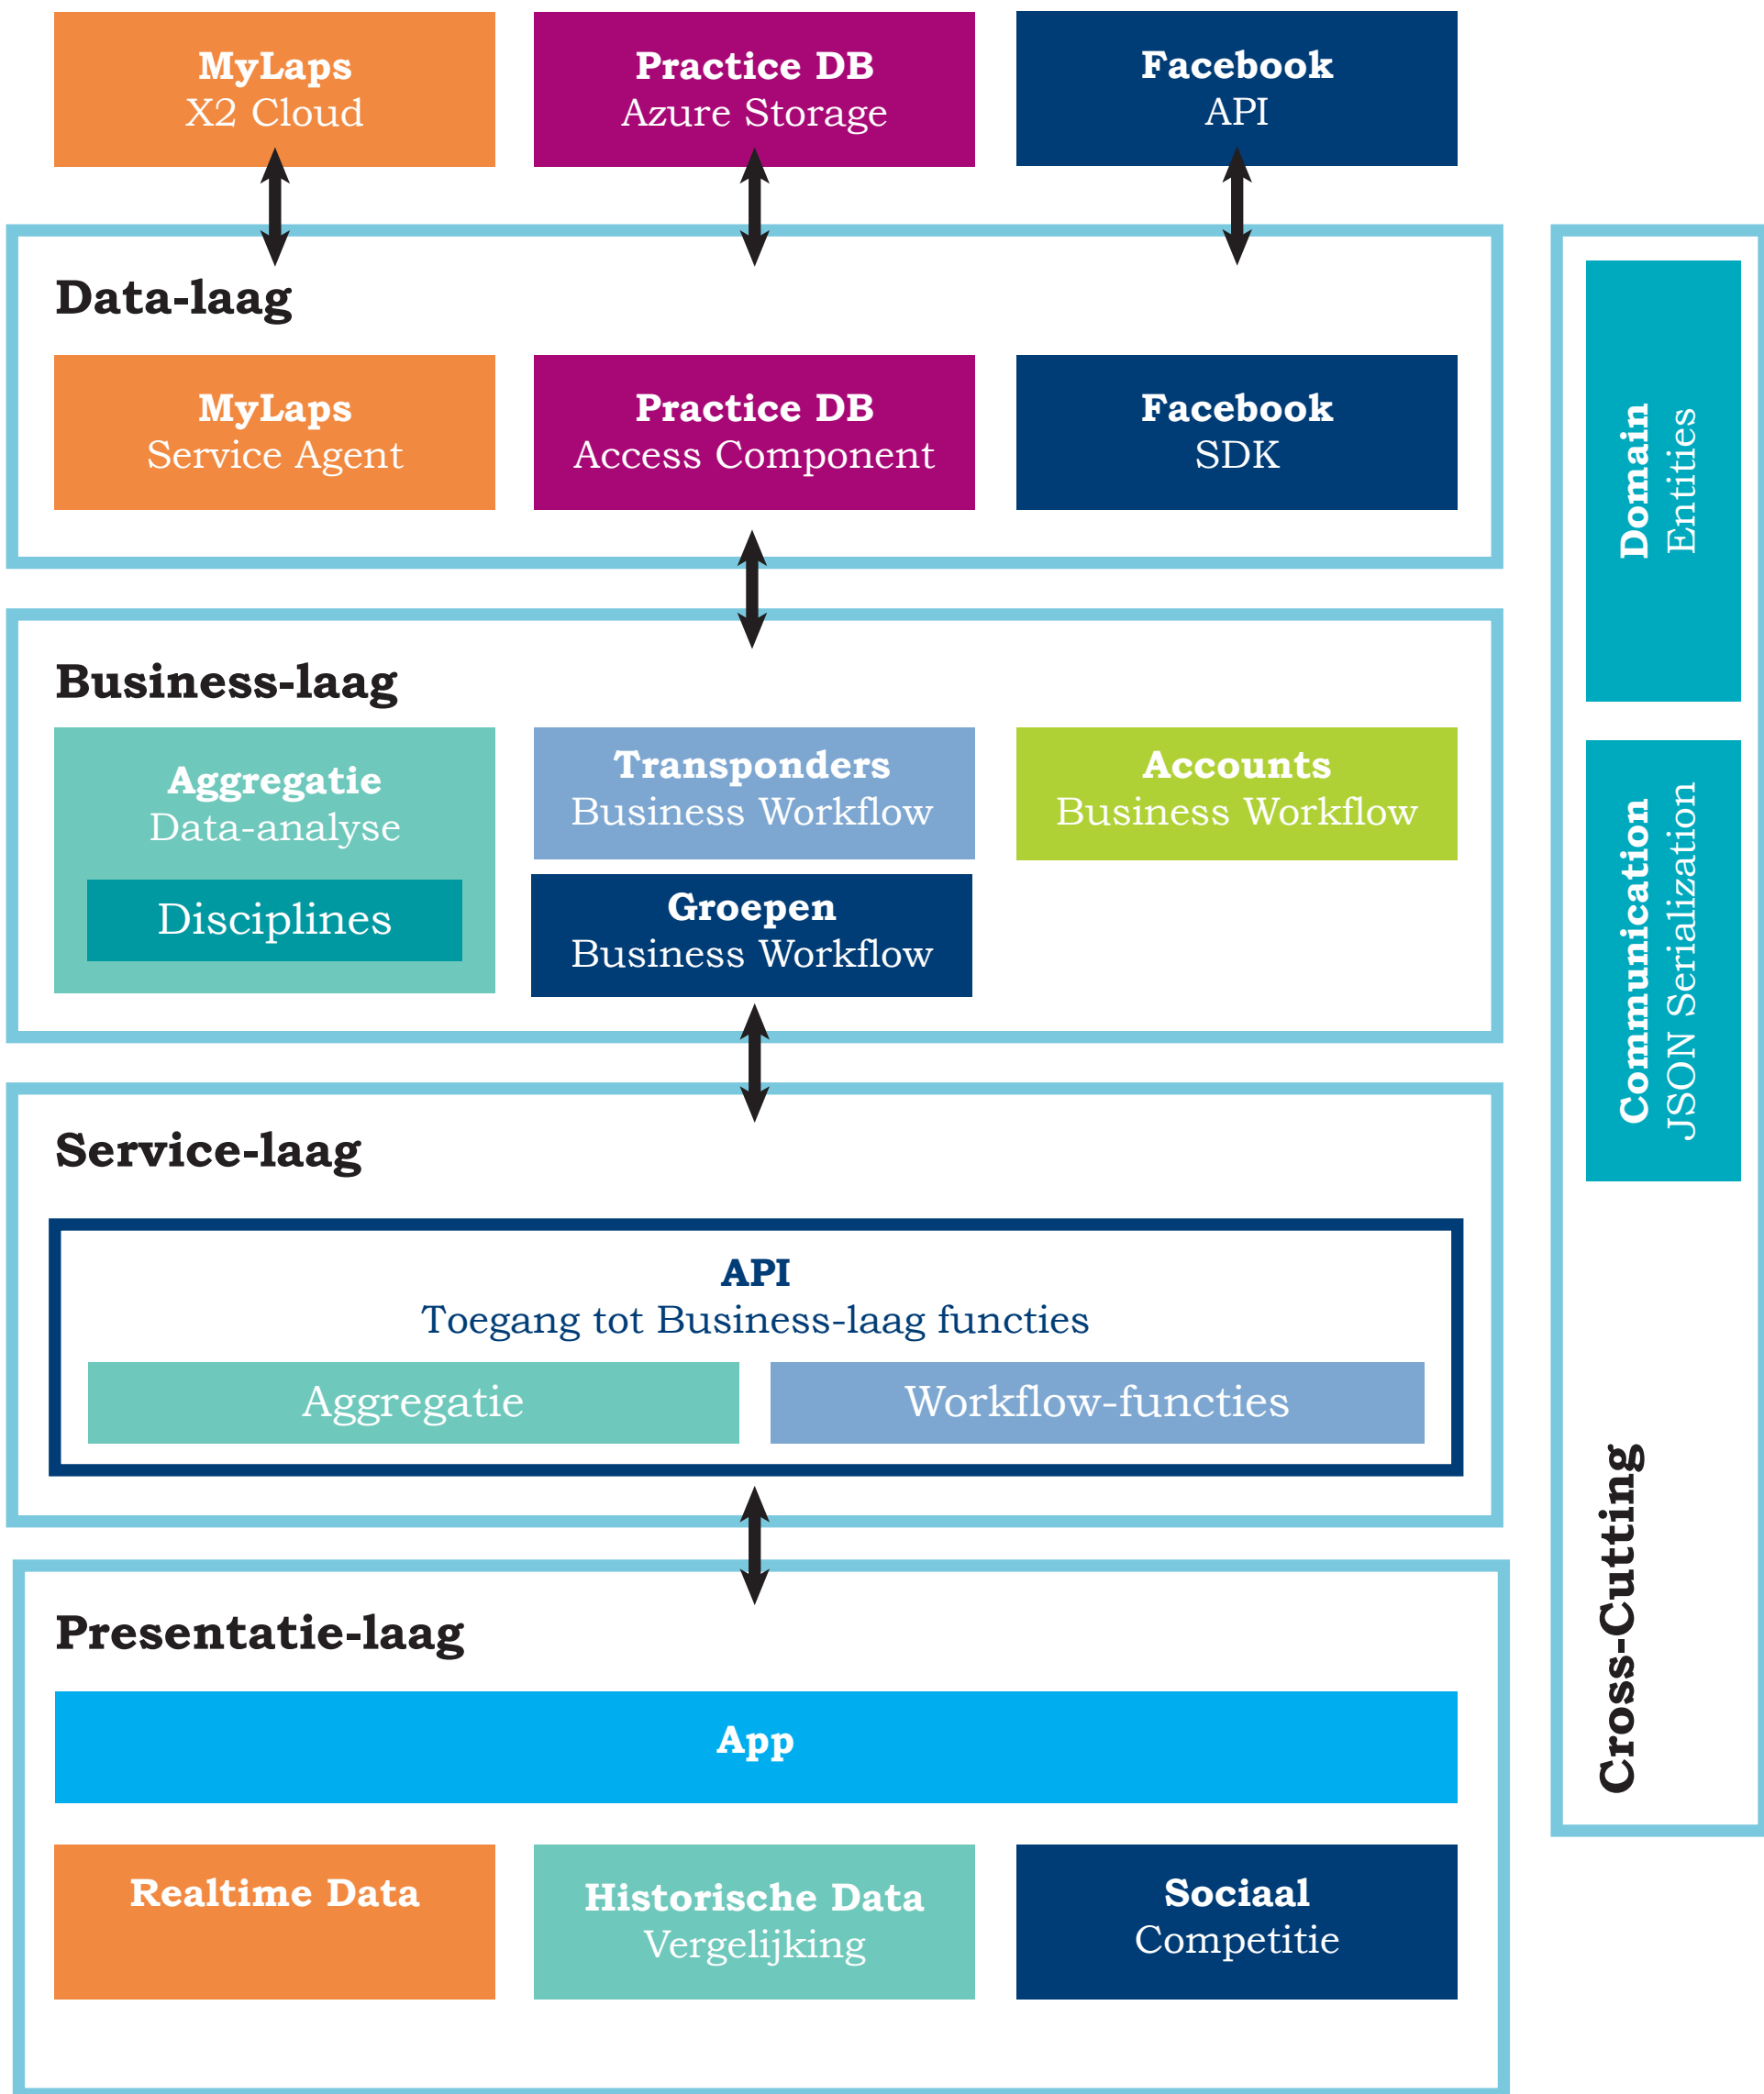 MyLaps
X2 Cloud
Practice DB
Azure Storage
Facebook
API
Data-laag
MyLaps
Service Agent
Practice DB
Access Component
Facebook
SDK
Business-laag
Aggregatie
Data-analyse
Disciplines
Transponders
Business Workflow
Groepen
Business Workflow
Accounts
Business Workflow
Service-laag
API
Toegang tot Business-laag functies
Aggregatie
Workflow-functies
Presentatie-laag
App
Realtime Data
Historische Data
Vergelijking
Sociaal
Competitie
Domain
Entities
Communication
JSON Serialization
Cross-Cutting